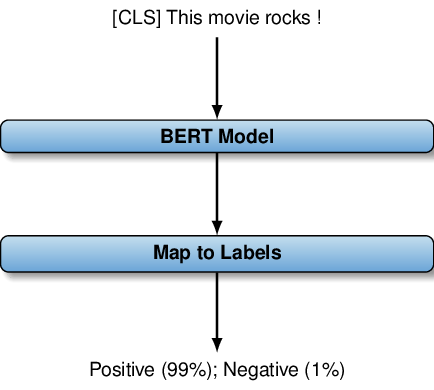 [CLS] This movie rocks !
BERT Model
Map to Labels
Positive (99%); Negative (1%)